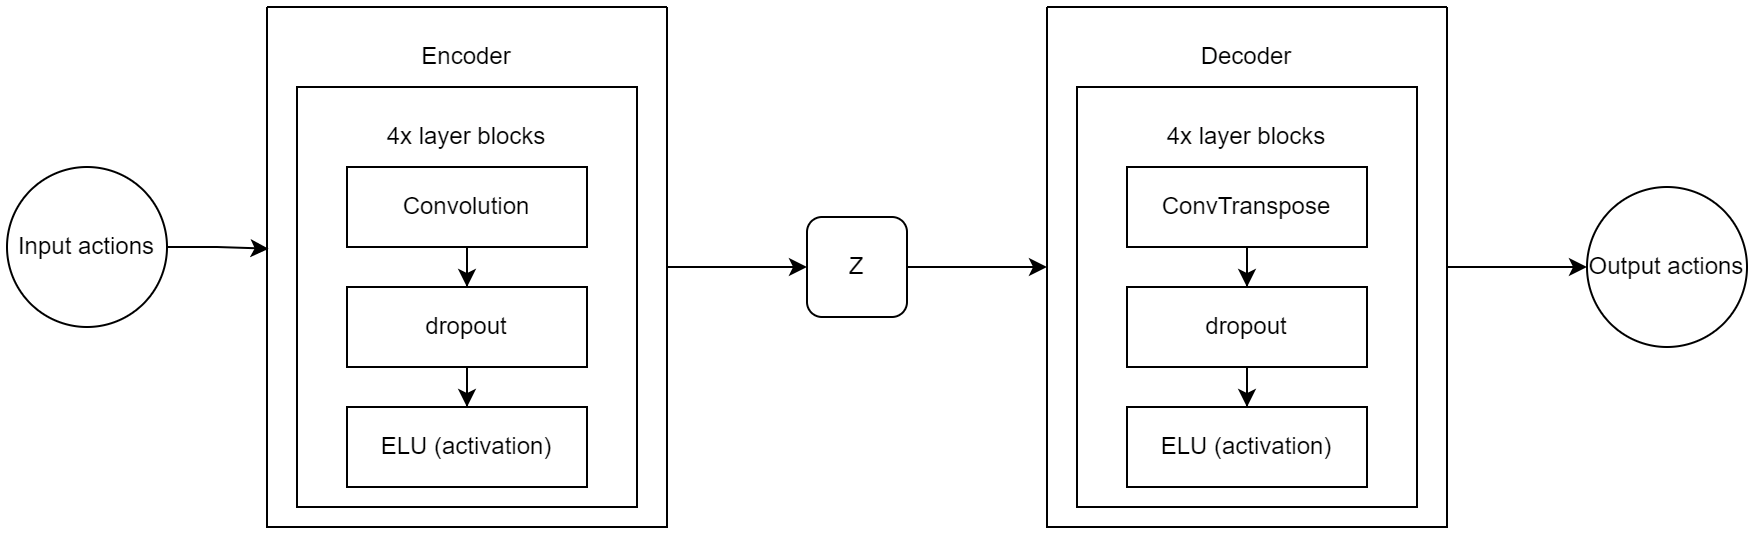 Input actions
Encoder
4x layer blocks
Convolution
dropout
ELU (activation)
Z
Decoder
4x layer blocks
ConvTranspose
dropout
ELU (activation)
Output actions